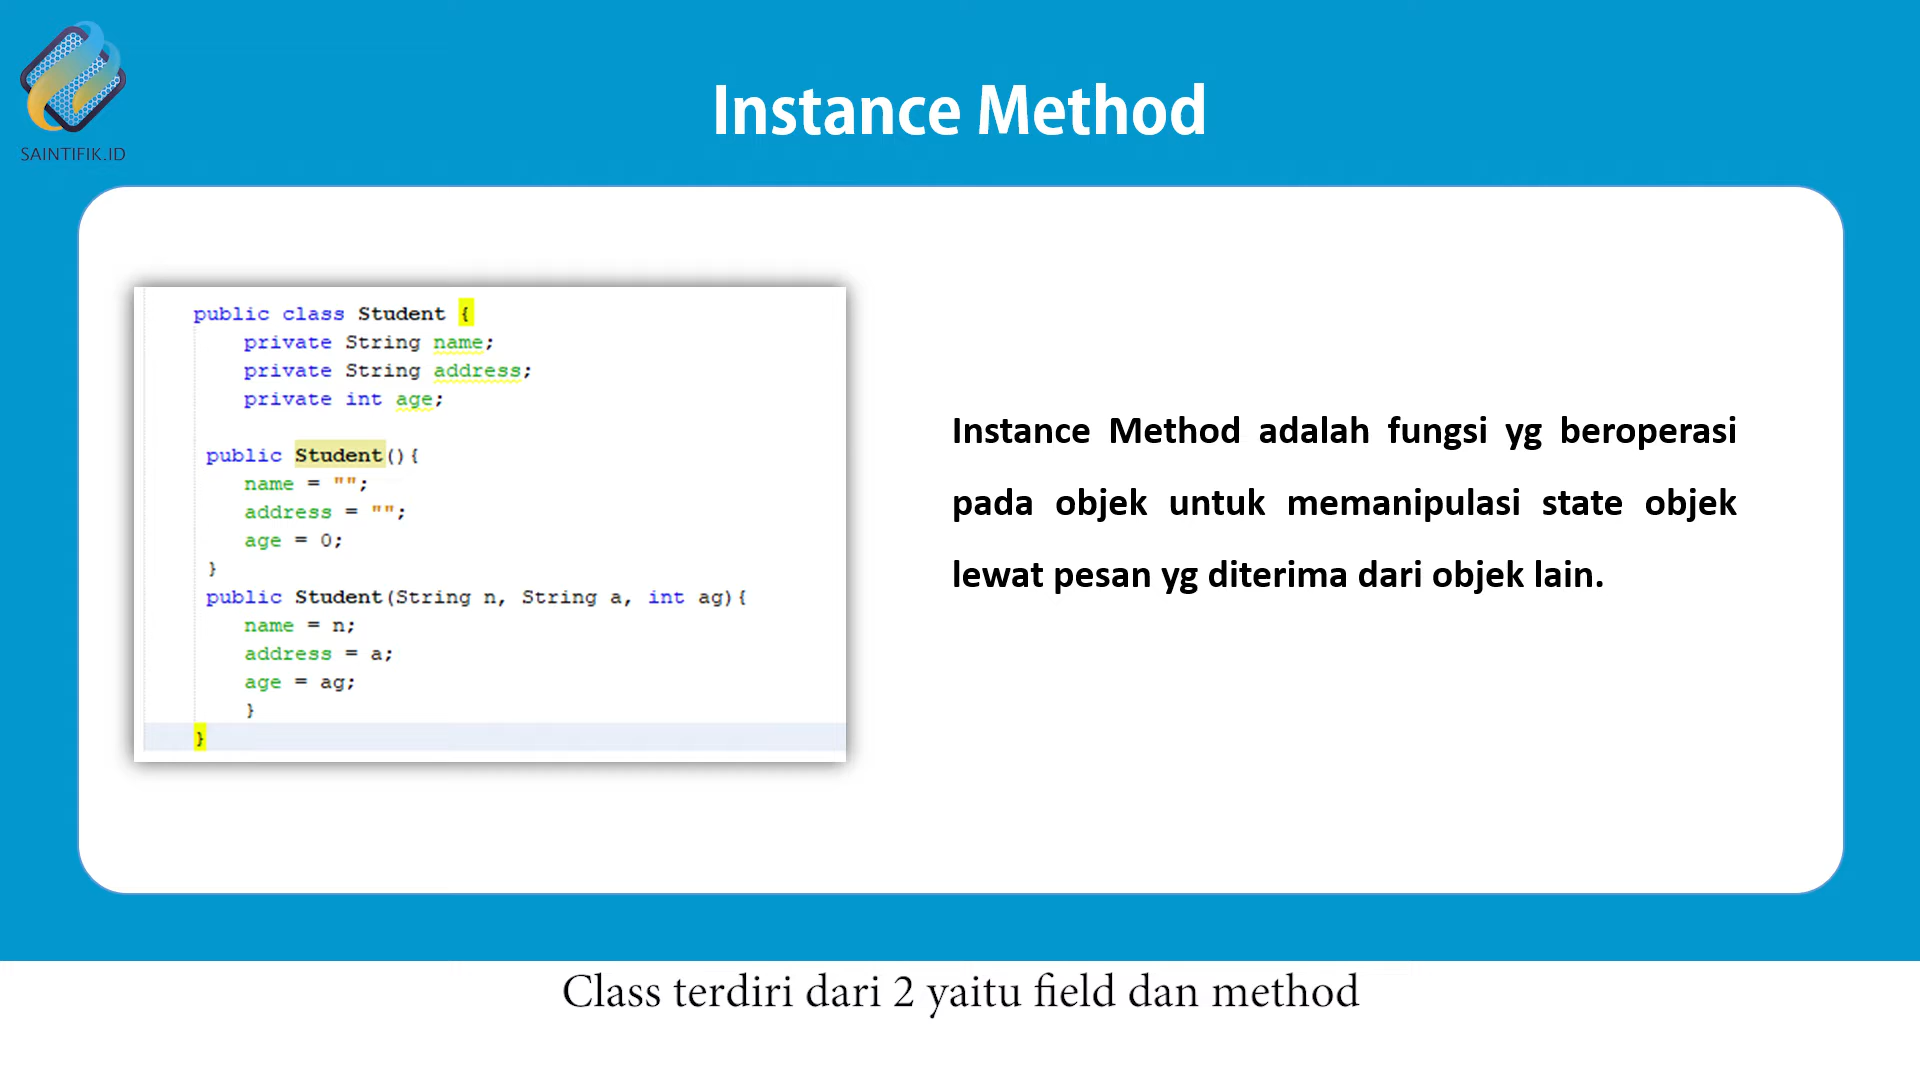 SAINTIFIK.ID
Instance Method
public class Student {
private String name;
private String address;
private int age;
public Student(){
name = "";
address = "";
age = 0;
}
public Student(String n, String a, int ag){
name = n;
address = a;
age = ag;
}
}
Instance Method adalah fungsi yg beroperasi
pada objek untuk memanipulasi state objek
lewat pesan yg diterima dari objek lain.
Class terdiri dari 2 yaitu field dan method